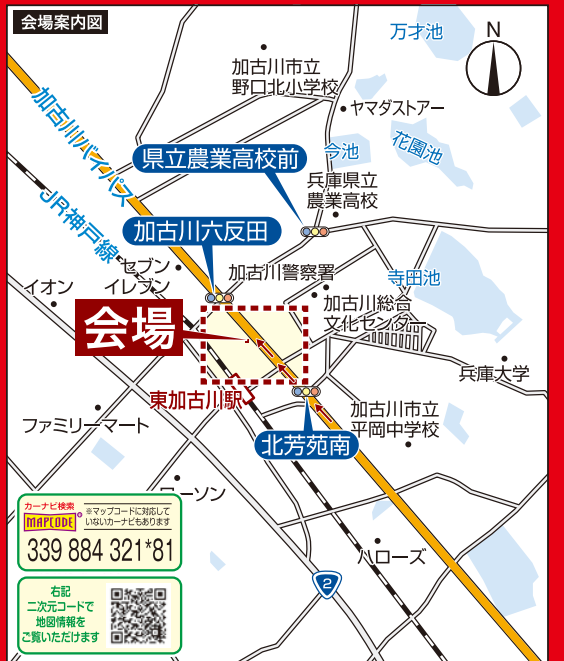 会場案内図
万才池
N
加古川市立
野口北小学校
ヤマダストアー
加古川バイパス
花園池
今池
県立農業高校前
兵庫県立
農業高校
JR神戸線
加古川六反田
セブン
イレブン
加古川警察署
寺田池
イオン
加古川総合
文化センター
会場
兵庫大学
東加古川駅
加古川市立
平岡中学校
ファミリーマート
北芳苑南
ローソン
カーナビ検索
MAPCODE
®
※マップコードに対応して
いないカーナビもあります
339 884 321*81
ハローズ
2
右記
二次元コードで
地図情報を
ご覧いただけます